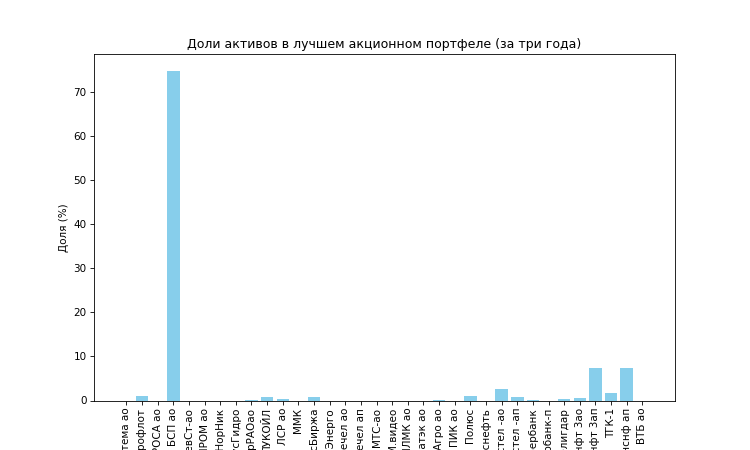 Доли активов в лучшем акционном портфеле (за три года)
Доля (%)
70
60
50
40
30
20
10
0
тема ао
рофлот
РОСА ао
БСП ао
евСт-ао
ПРОМ ао
НорНик
сГидро
рРАОао
ЛУКОЙЛ
ЛСР ао
ММК
сБиржа
Энерго
ечел ао
ечел ап
МТС-ао
М.видео
ЛМК ао
атэк ао
Агро ао
ПИК ао
Полюс
снефть
стел -ао
стел -ап
ербанк
рбанк-п
лигдар
нфт 3ао
нфт 3ап
ТГК-1
нснф ап
ВТБ ао